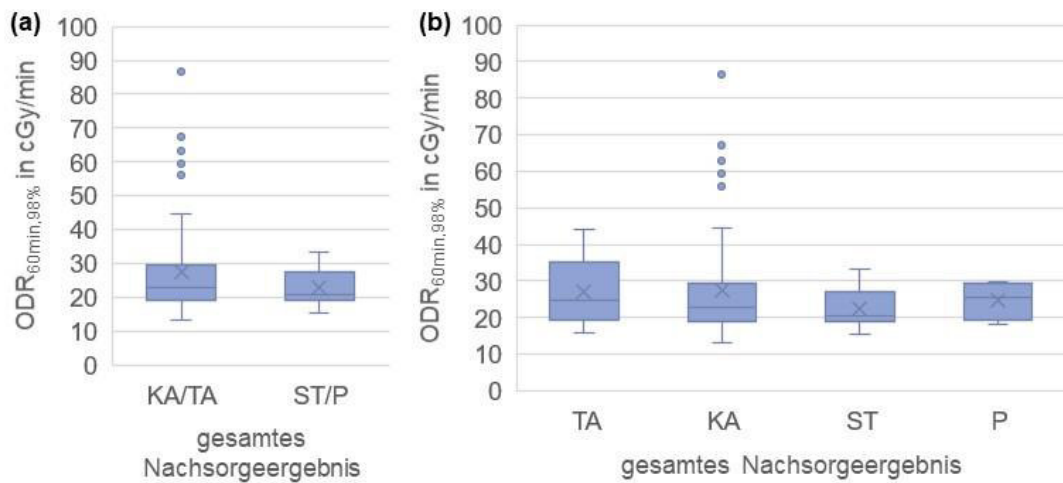 (a)
ODR60min,98% in cGy/min
100
90
80
70
60
50
40
30
20
10
0
KA/TA ST/P
gesamtes
Nachsorgeergebnis
(b)
ODR60min,98% in cGy/min
100
90
80
70
60
50
40
30
20
10
0
TA KA ST P
gesamtes Nachsorgeergebnis